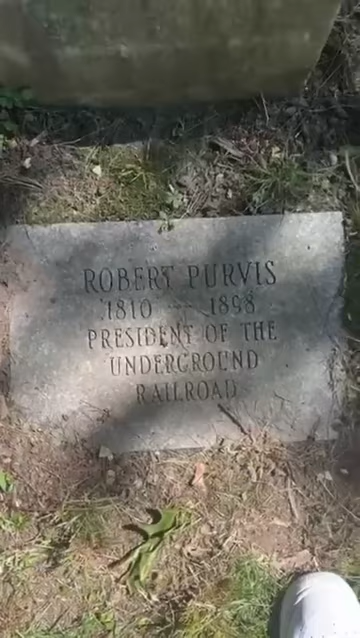 ROBERT PURVIS
1810 — 1898
PRESIDENT OF THE
UNDERGROUND
RAILROAD